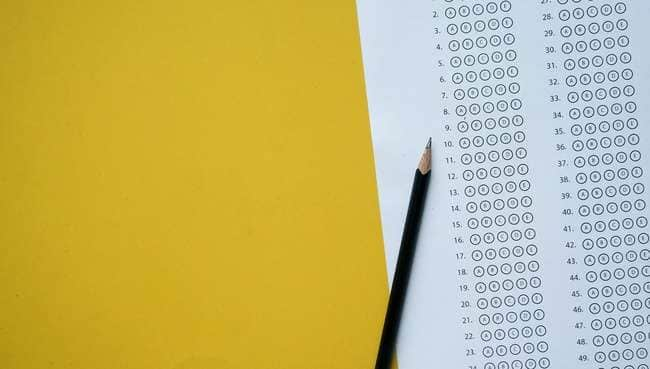 2. A B C D E
3. A B C D E
4. A B C D E
5. A B C D E
6. A B C D E
7. A B C D E
8. A B C D E
9. A B C D E
10. A B C D E
11. A B C D E
12. A B C D E
13. A B C D E
14. A B C D E
15. A B C D E
16. A B C D E
17. A B C D E
18. A B C D E
19. A B C D E
20. A B C D E
21. A B C D E
22. A B C D E
23. A B C D E
28. A B C D E
29. A B C D E
30. A B C D E
31. A B C D E
32. A B C D E
33. A B C D E
34. A B C D E
35. A B C D E
36. A B C D E
37. A B C D E
38. A B C D E
39. A B C D E
40. A B C D E
41. A B C D E
42. A B C D E
43. A B C D E
44. A B C D E
45. A B C D E
46. A B C D E
47. A B C D E
48. A B C D E
49. A B C D E